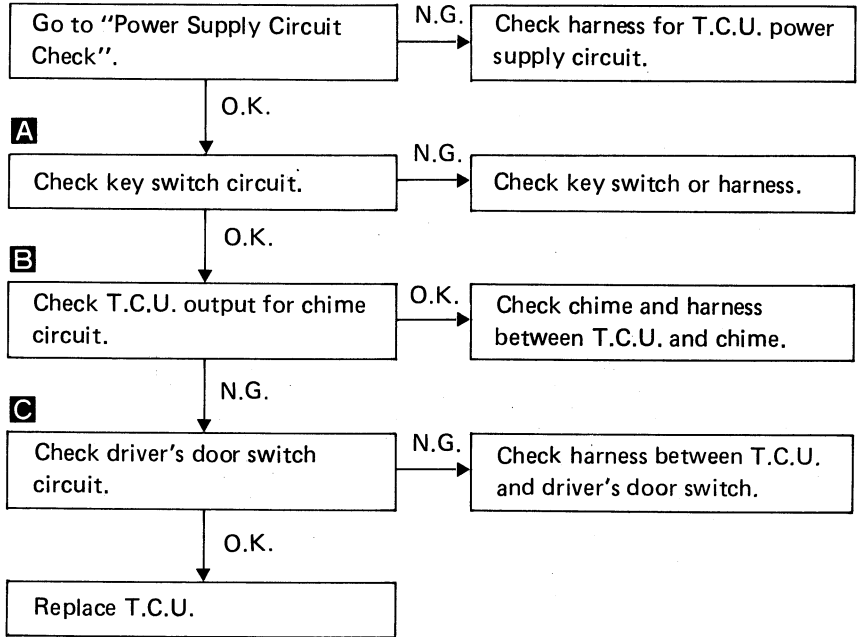 Go to "Power Supply Circuit
Check".
N.G.
Check harness for T.C.U. power
supply circuit.
O.K.
A
Check key switch circuit.
N.G.
Check key switch or harness.
O.K.
B
Check T.C.U. output for chime
circuit.
O.K.
Check chime and harness
between T.C.U. and chime.
N.G.
C
Check driver's door switch
circuit.
N.G.
Check harness between T.C.U.
and driver's door switch.
O.K.
Replace T.C.U.